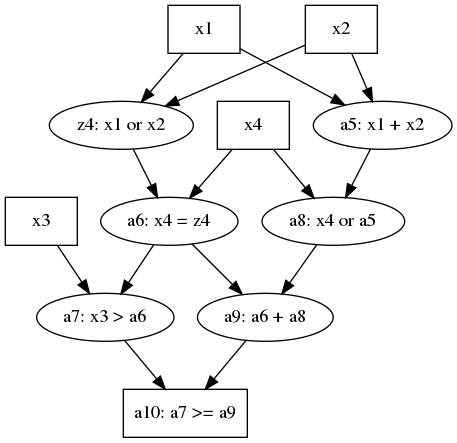 x1
x2
z4: x1 or x2
x4
a5: x1 + x2
x3
a6: x4 = z4
a8: x4 or a5
a7: x3 > a6
a9: a6 + a8
a10: a7 >= a9